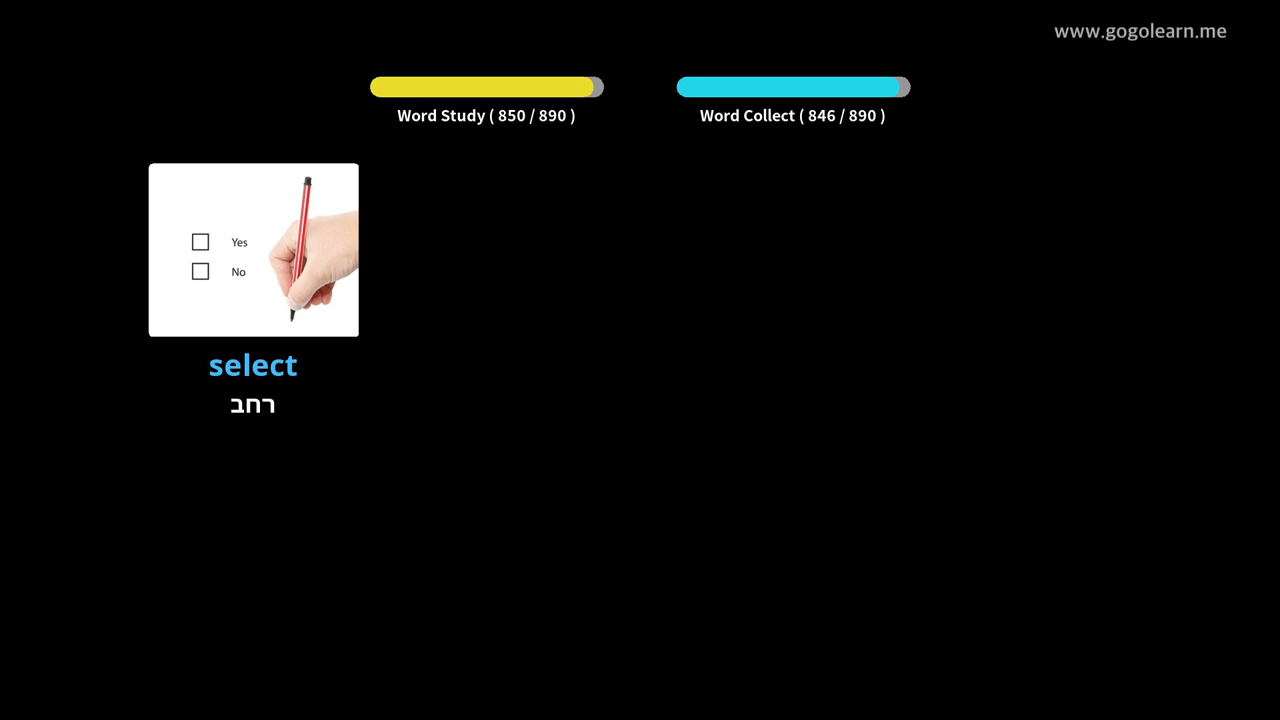 www.gogolearn.me
Word Study ( 850 / 890 )
Word Collect ( 846 / 890 )
Yes
No
select
רחב